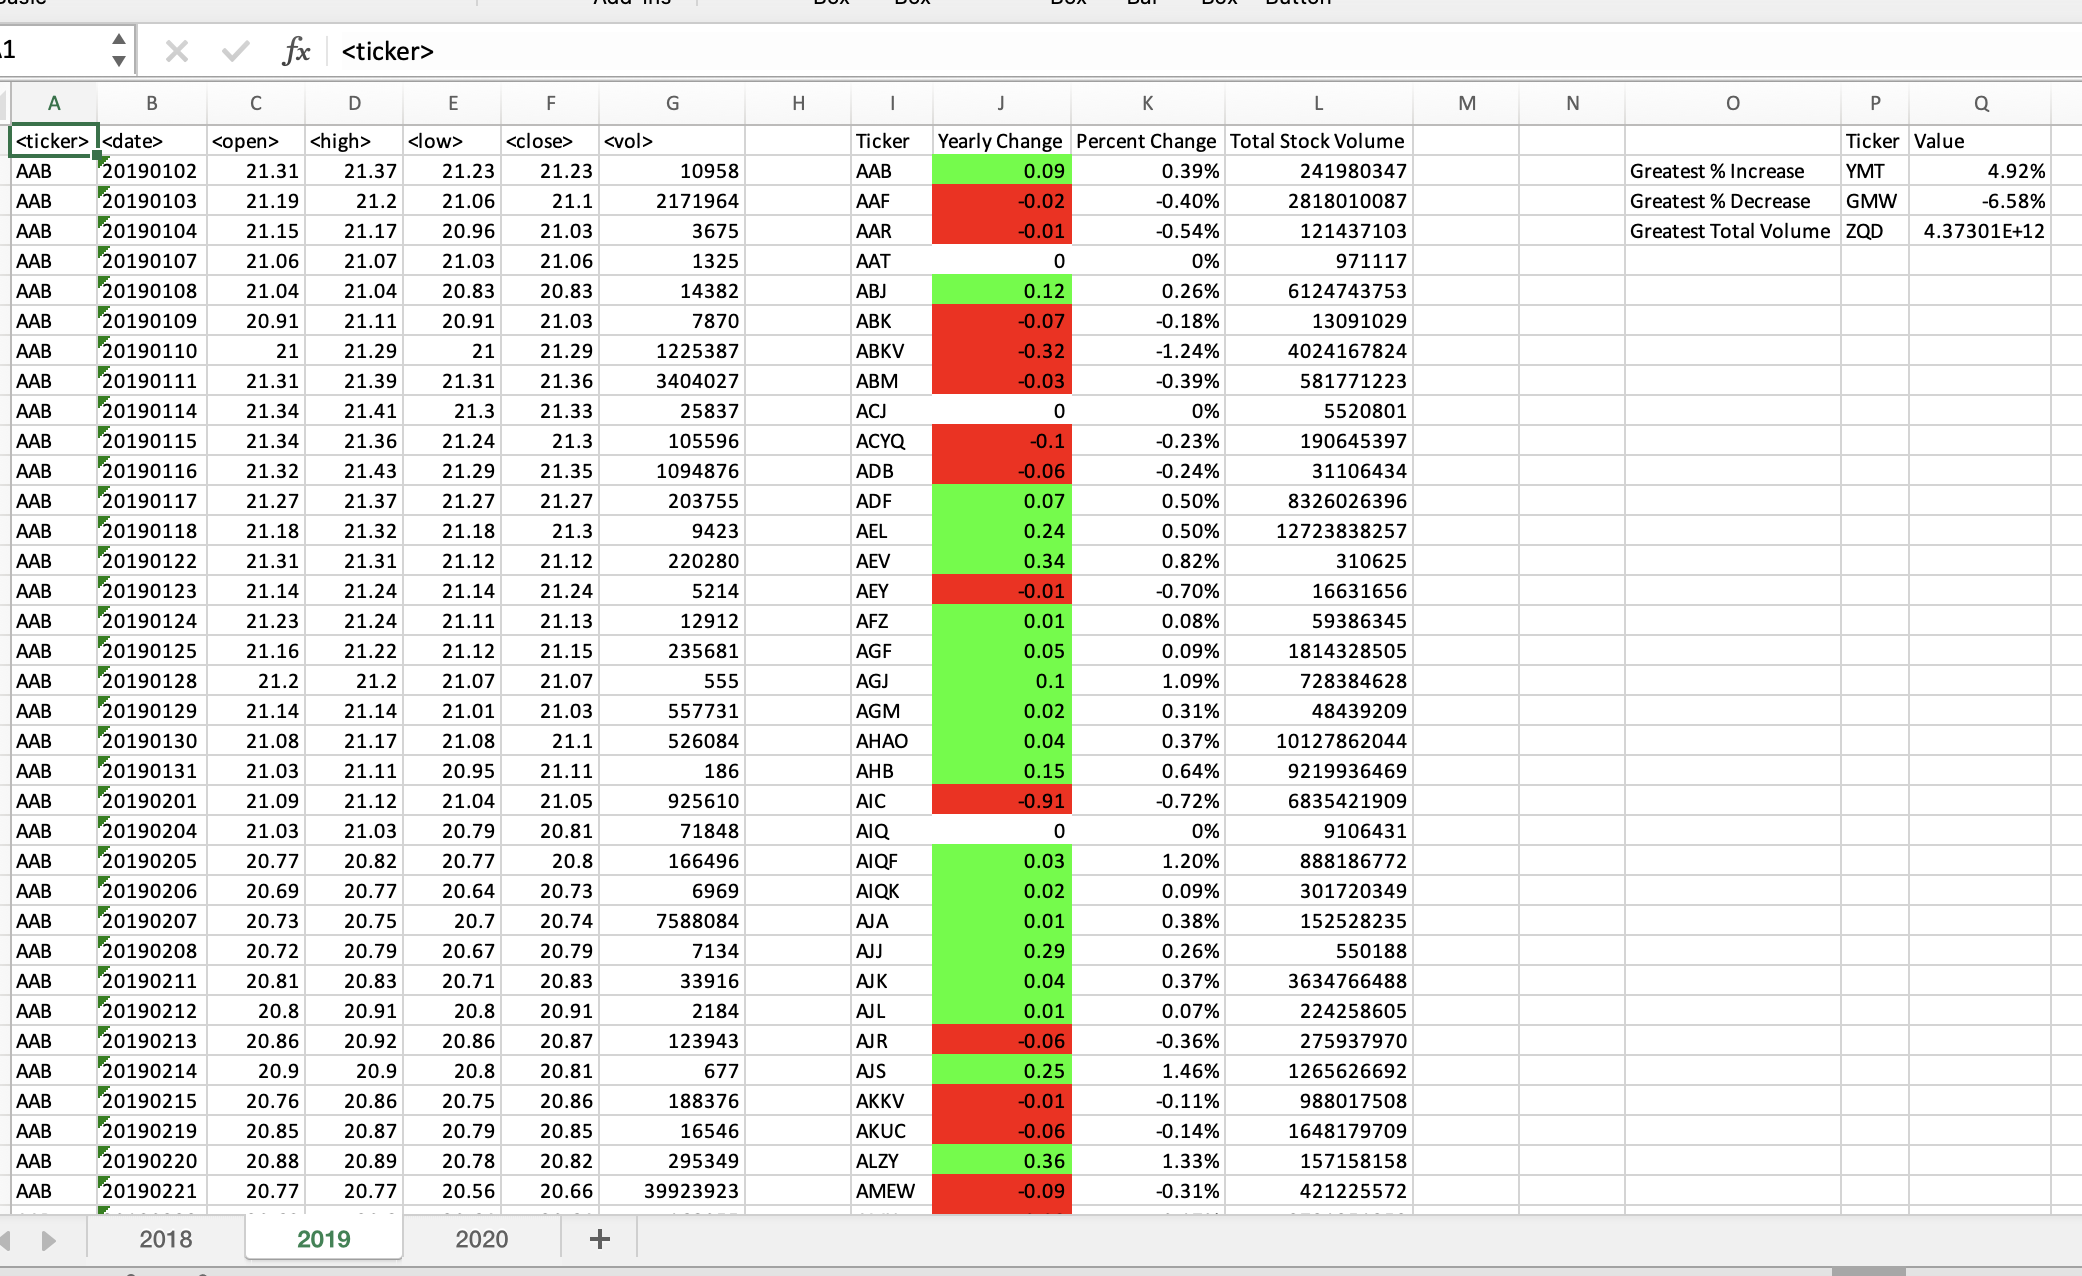 Add-Ins Box Box Box Bar Box Button
fx <ticker>
A B C D E F G H I J K L M N O P Q
<ticker> <date> <open> <high> <low> <close> <vol> Ticker Yearly Change Percent Change Total Stock Volume Ticker Value
AAB 20190102 21.31 21.37 21.23 21.23 10958 AAB 0.09 0.39% 241980347 Greatest % Increase YMT 4.92%
AAB 20190103 21.19 21.2 21.06 21.1 2171964 AAF -0.02 -0.40% 2818010087 Greatest % Decrease GMW -6.58%
AAB 20190104 21.15 21.17 20.96 21.03 3675 AAR -0.01 -0.54% 121437103 Greatest Total Volume ZQD 4.37301E+12
AAB 20190107 21.06 21.07 21.03 21.06 1325 AAT 0 0% 971117
AAB 20190108 21.04 21.04 20.83 20.83 14382 ABJ 0.12 0.26% 6124743753
AAB 20190109 20.91 21.11 20.91 21.03 7870 ABK -0.07 -0.18% 13091029
AAB 20190110 21 21.29 21 21.29 1225387 ABKV -0.32 -1.24% 4024167824
AAB 20190111 21.31 21.39 21.31 21.36 3404027 ABM -0.03 -0.39% 581771223
AAB 20190114 21.34 21.41 21.3 21.33 25837 ACJ 0 0% 5520801
AAB 20190115 21.34 21.36 21.24 21.3 105596 ACYQ -0.1 -0.23% 190645397
AAB 20190116 21.32 21.43 21.29 21.35 1094876 ADB -0.06 -0.24% 31106434
AAB 20190117 21.27 21.37 21.27 21.27 203755 ADF 0.07 0.50% 8326026396
AAB 20190118 21.18 21.32 21.18 21.3 9423 AEL 0.24 0.50% 12723838257
AAB 20190122 21.31 21.31 21.12 21.12 220280 AEV 0.34 0.82% 310625
AAB 20190123 21.14 21.24 21.14 21.24 5214 AEY -0.01 -0.70% 16631656
AAB 20190124 21.23 21.24 21.11 21.13 12912 AFZ 0.01 0.08% 59386345
AAB 20190125 21.16 21.22 21.12 21.15 235681 AGF 0.05 0.09% 1814328505
AAB 20190128 21.2 21.2 21.07 21.07 555 AGJ 0.1 1.09% 728384628
AAB 20190129 21.14 21.14 21.01 21.03 557731 AGM 0.02 0.31% 48439209
AAB 20190130 21.08 21.17 21.08 21.1 526084 AHAO 0.04 0.37% 10127862044
AAB 20190131 21.03 21.11 20.95 21.11 186 AHB 0.15 0.64% 9219936469
AAB 20190201 21.09 21.12 21.04 21.05 925610 AIC -0.91 -0.72% 6835421909
AAB 20190204 21.03 21.03 20.79 20.81 71848 AIQ 0 0% 9106431
AAB 20190205 20.77 20.82 20.77 20.8 166496 AIQF 0.03 1.20% 888186772
AAB 20190206 20.69 20.77 20.64 20.73 6969 AIQK 0.02 0.09% 301720349
AAB 20190207 20.73 20.75 20.7 20.74 7588084 AJA 0.01 0.38% 152528235
AAB 20190208 20.72 20.79 20.67 20.79 7134 AJJ 0.29 0.26% 550188
AAB 20190211 20.81 20.83 20.71 20.83 33916 AJK 0.04 0.37% 3634766488
AAB 20190212 20.8 20.91 20.8 20.91 2184 AJL 0.01 0.07% 224258605
AAB 20190213 20.86 20.92 20.86 20.87 123943 AJR -0.06 -0.36% 275937970
AAB 20190214 20.9 20.9 20.8 20.81 677 AJS 0.25 1.46% 1265626692
AAB 20190215 20.76 20.86 20.75 20.86 188376 AKKV -0.01 -0.11% 988017508
AAB 20190219 20.85 20.87 20.79 20.85 16546 AKUC -0.06 -0.14% 1648179709
AAB 20190220 20.88 20.89 20.78 20.82 295349 ALZY 0.36 1.33% 157158158
AAB 20190221 20.77 20.77 20.56 20.66 39923923 AMEW -0.09 -0.31% 421225572
2018 2019 2020 +